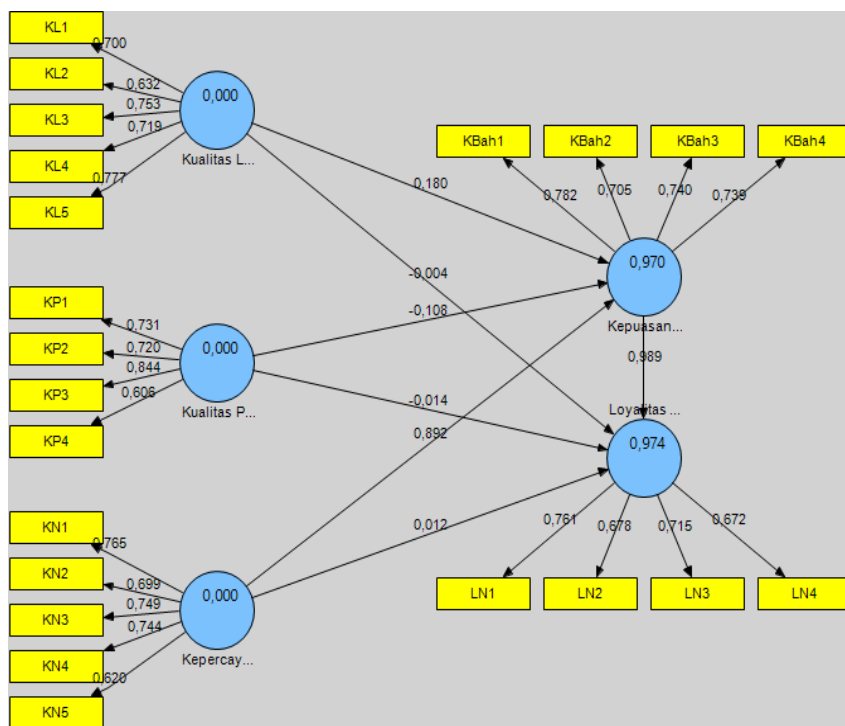 KL1
0,700
KL2
0,632
KL3
0,753
0,719
KL4
0,777
KL5
0,000
Kualitas L...
KP1
0,731
KP2
0,720
KP3
0,844
0,606
KP4
0,000
Kualitas P...
KN1
0,765
KN2
0,699
KN3
0,749
0,744
KN4
0,620
KN5
0,000
Kepercay...
0,180
-0,004
-0,108
-0,014
0,892
0,012
KBah1
KBah2
KBah3
KBah4
0,782
0,705
0,740
0,739
0,970
Kepuasan...
0,989
Loyalitas ...
0,974
0,761
0,678
0,715
0,672
LN1
LN2
LN3
LN4